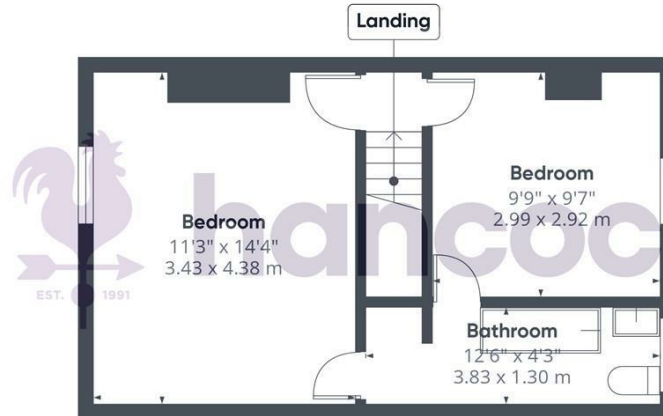 Landing
Bedroom
11'3" x 14'4"
3.43 x 4.38 m
Bedroom
9'9" x 9'7"
2.99 x 2.92 m
hancoc
EST. 1991
Bathroom
12'6" x 4'3"
3.83 x 1.30 m